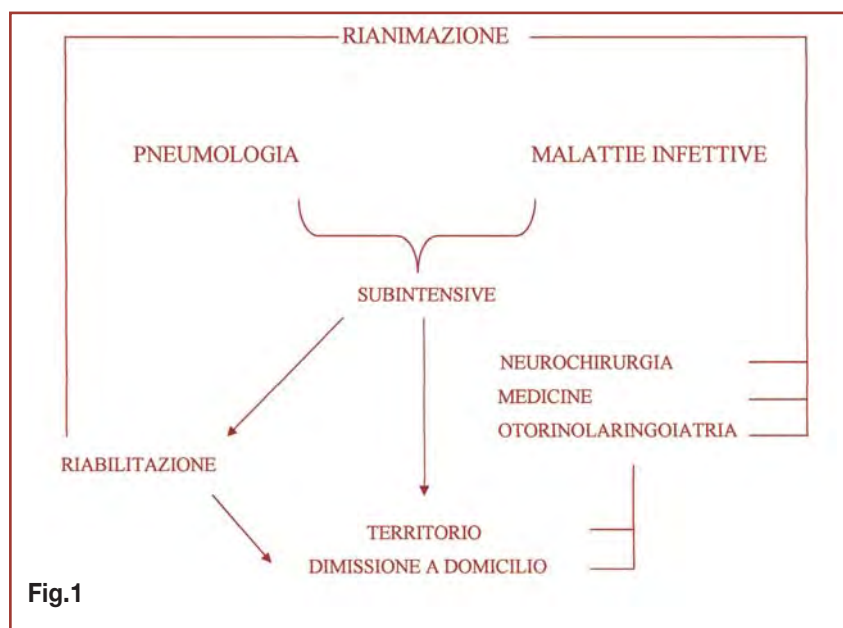 RIANIMAZIONE
PNEUMOLOGIA
MALATTIE INFETTIVE
SUBINTENSIVE
NEUROCHIRURGIA
MEDICINE
OTORINOLARINGOIATRIA
RIABILITAZIONE
TERRITORIO
DIMISSIONE A DOMICILIO
Fig.1